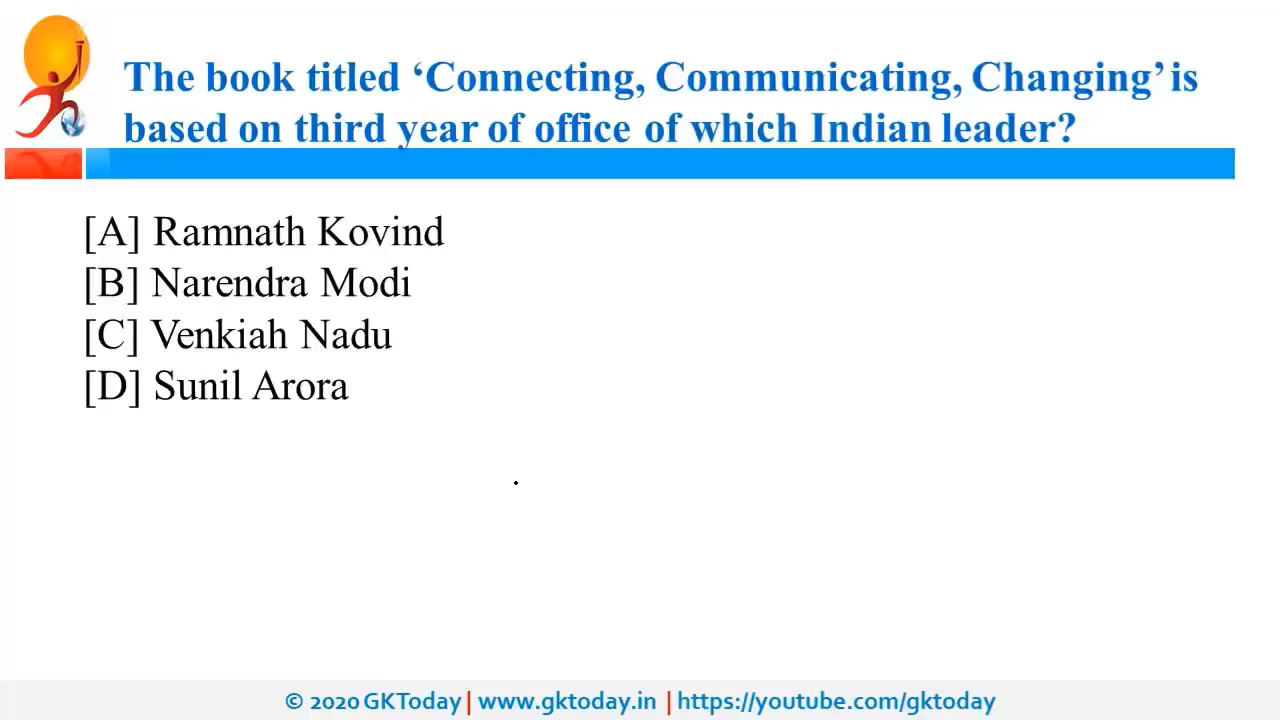 The book titled ‘Connecting, Communicating, Changing’ is
based on third year of office of which Indian leader?
[A] Ramnath Kovind
[B] Narendra Modi
[C] Venkiah Nadu
[D] Sunil Arora
© 2020 GKToday | www.gktoday.in | https://youtube.com/gktoday